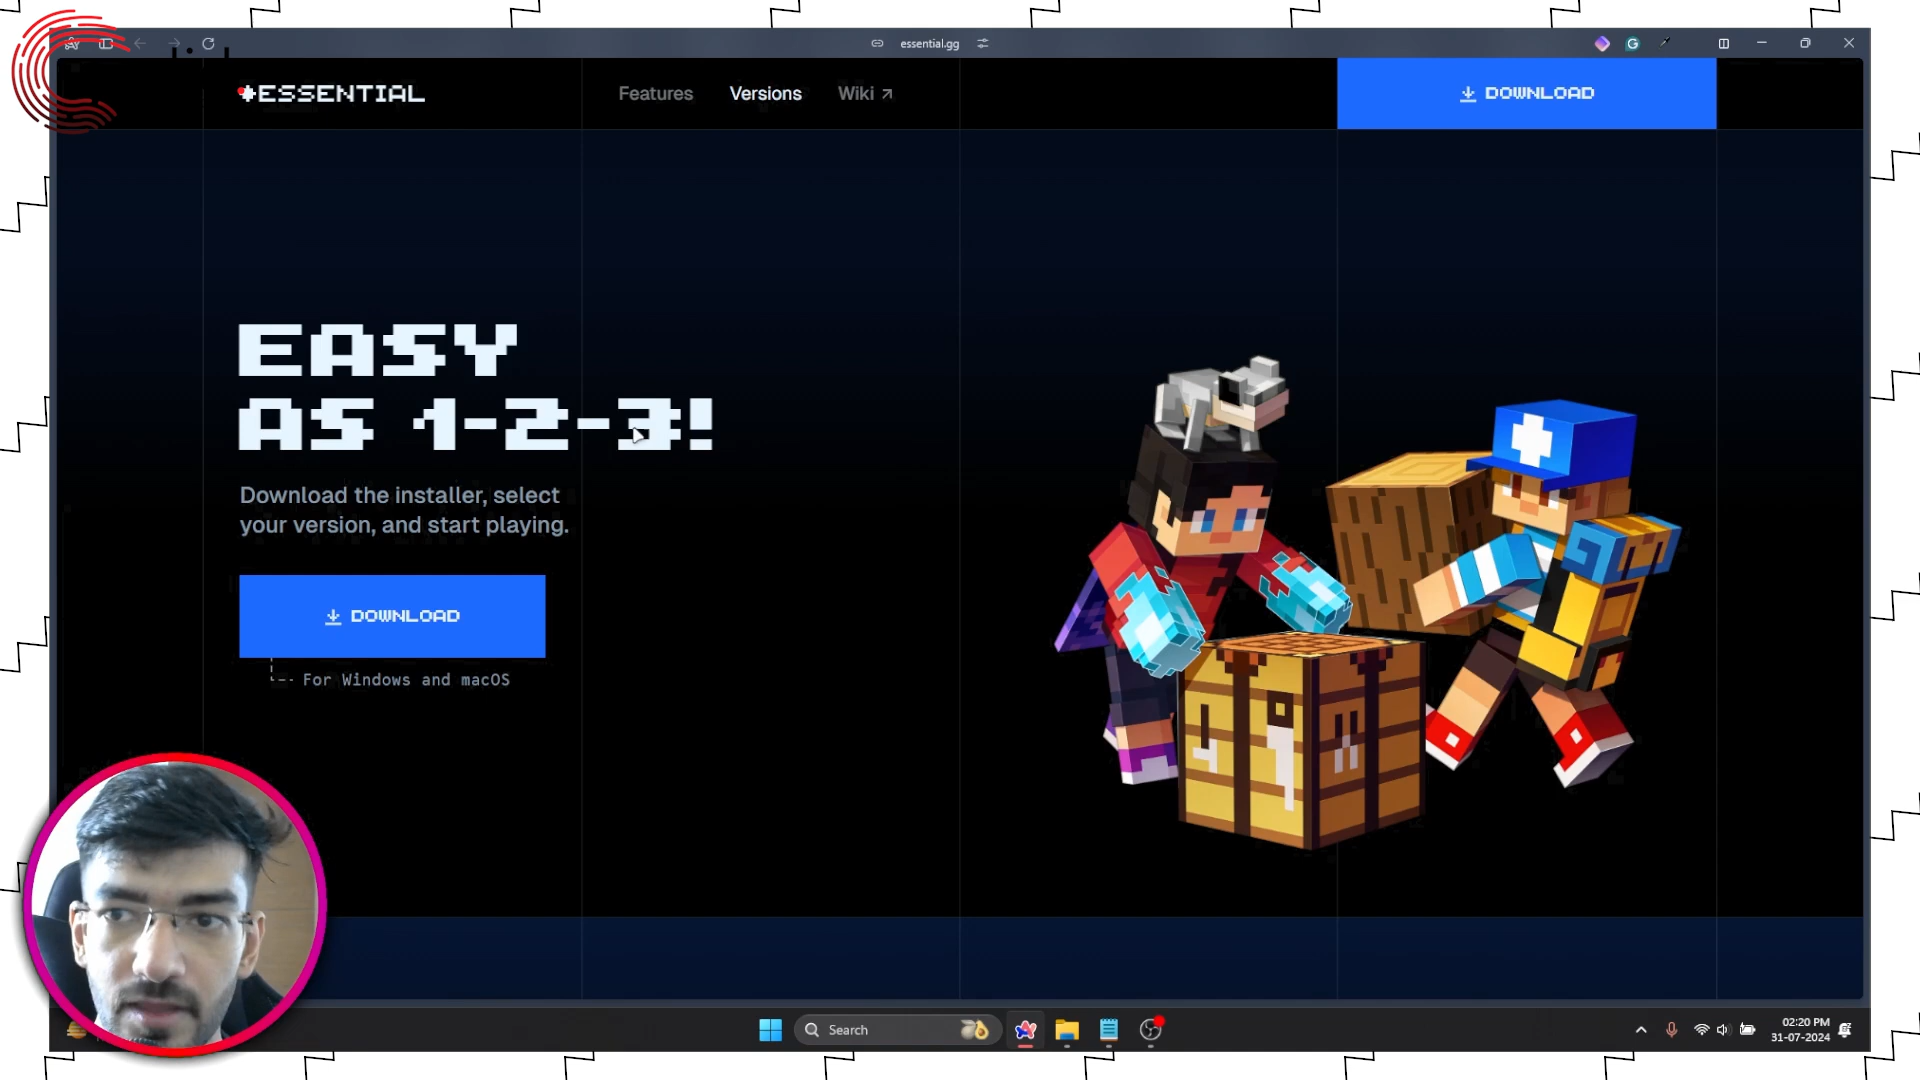 essential.gg
ESSENTIAL
Features
Versions
Wiki
DOWNLOAD
EASY
AS 1-2-3!
Download the installer, select
your version, and start playing.
DOWNLOAD
For Windows and macOS
Search
02:20 PM
31-07-2024